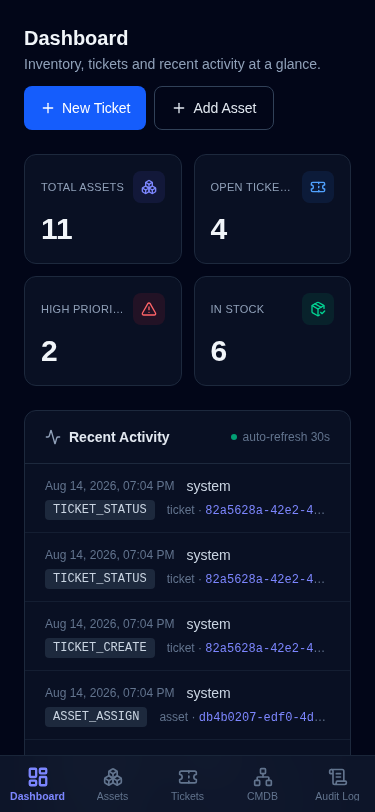 Dashboard
Inventory, tickets and recent activity at a glance.
New Ticket
Add Asset
TOTAL ASSETS
11
OPEN TICKE...
4
HIGH PRIORI...
2
IN STOCK
6
Recent Activity
auto-refresh 30s
Aug 14, 2026, 07:04 PM system
TICKET_STATUS ticket · 82a5628a-42e2-4...
Aug 14, 2026, 07:04 PM system
TICKET_STATUS ticket · 82a5628a-42e2-4...
Aug 14, 2026, 07:04 PM system
TICKET_CREATE ticket · 82a5628a-42e2-4...
Aug 14, 2026, 07:04 PM system
ASSET_ASSIGN asset · db4b0207-edf0-4d...
Dashboard Assets Tickets CMDB Audit Log